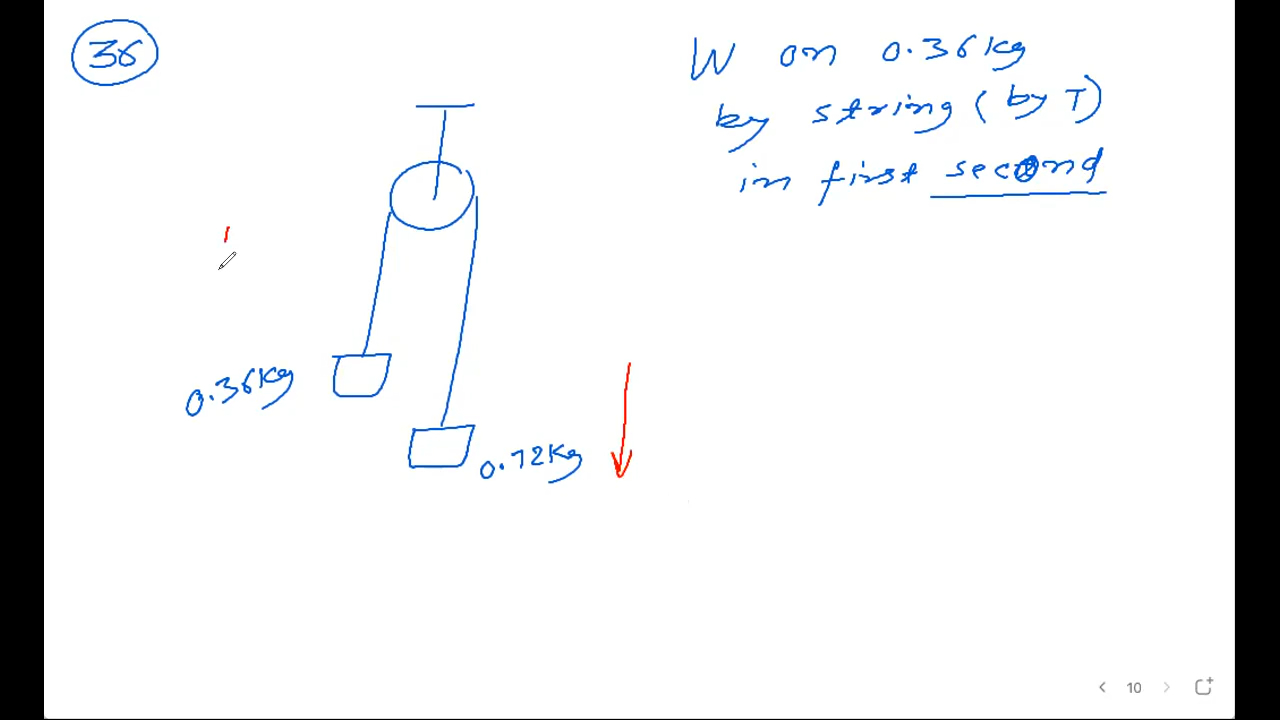 36
W on 0.36kg
by string (by T)
in first second
0.36kg
0.72kg
10